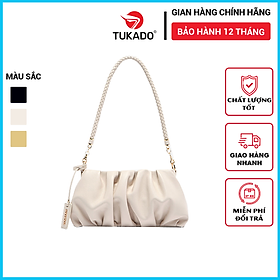 TUKADO
GIAN HÀNG CHÍNH HÃNG
BẢO HÀNH 12 THÁNG
MÀU SẮC
CHẤT LƯỢNG
TỐT
GIAO HÀNG
NHANH
MIỄN PHÍ
ĐỔI TRẢ